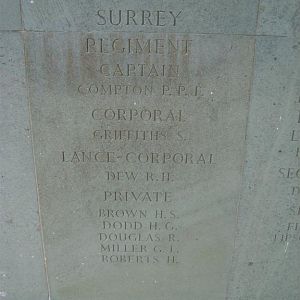 SURREY
REGIMENT
CAPTAIN
COMPTON P. P. E.
CORPORAL
GRIFFITHS S.
LANCE-CORPORAL
DEW R.H.
PRIVATE
BROWN H.S.
DODD H.G.
DOUGLAS R.
MILLER G.L.
ROBERTS H.